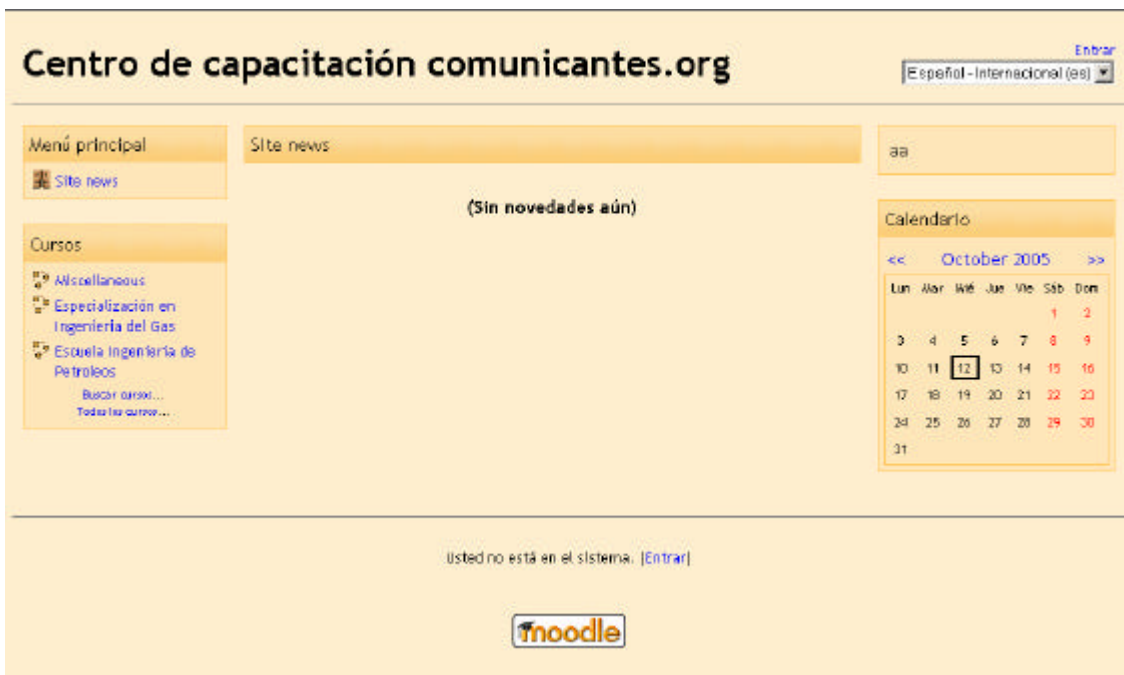 Centro de capacitación comunicantes.org
Entrar
Español - Internacional (es)
Menú principal
Site news
Cursos
Miscellaneous
Especialización en
Ingeniería del Gas
Escuela Ingeniería de
Petroleos
Buscar cursos...
Todos los cursos...
Site news
(Sin novedades aún)
aa
Calendario
<< October 2005 >>
Lun Mar Mié Jue Vie Sáb Dom
1 2
3 4 5 6 7 8 9
10 11 12 13 14 15 16
17 18 19 20 21 22 23
24 25 26 27 28 29 30
31
Usted no está en el sistema. (Entrar)
moodle